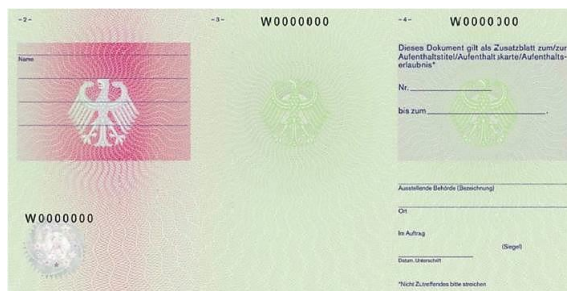 -2-
Name
W0000000
-3-
W0000000
-4-
W0000000
Dieses Dokument gilt als Zusatzblatt zum/zur
Aufenthaltstitel/Aufenthaltskarte/Aufenthalts-
erlaubnis*
Nr.
bis zum .
Ausstellende Behörde (Bezeichnung)
Ort
Im Auftrag
(Siegel)
Datum, Unterschrift
*Nicht Zutreffendes bitte streichen